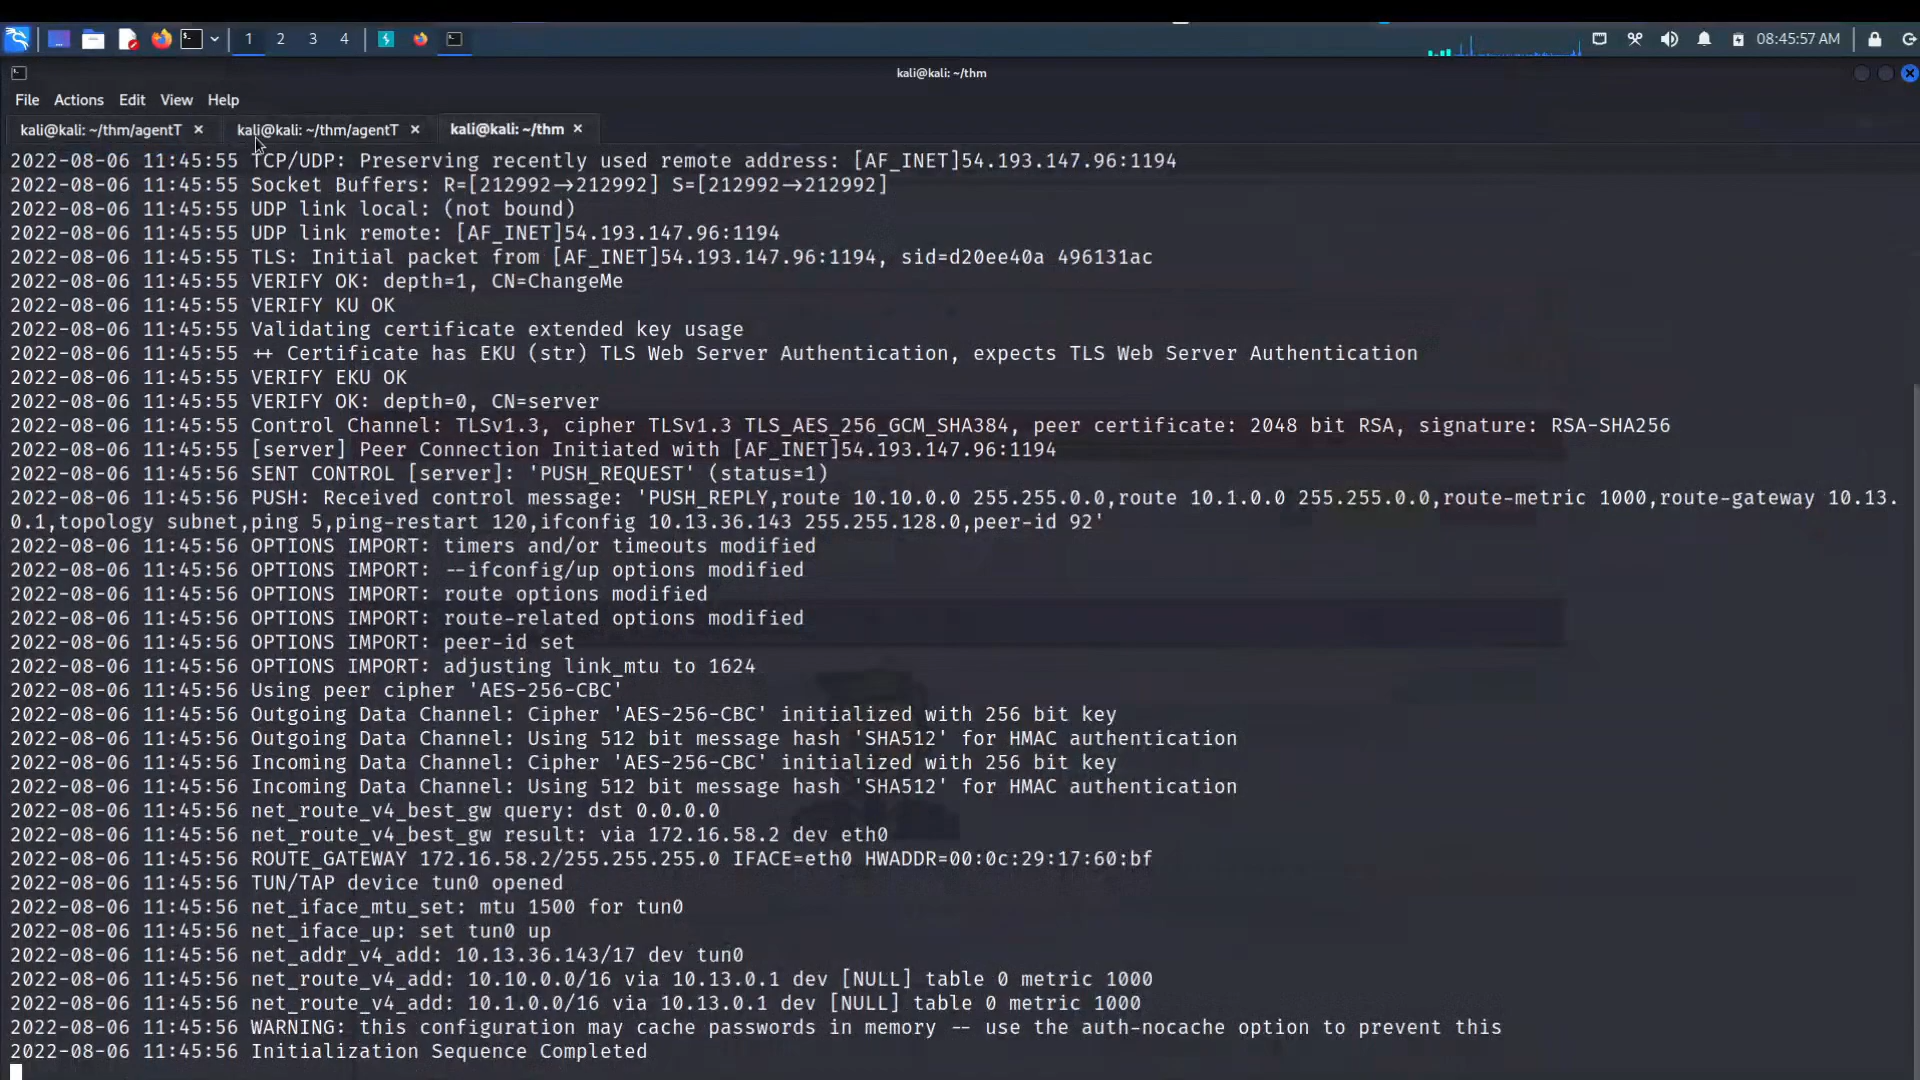 1 2 3 4 08:45:57 AM
kali@kali: ~/thm
File Actions Edit View Help
kali@kali: ~/thm/agentT × kali@kali: ~/thm/agentT × kali@kali: ~/thm ×
2022-08-06 11:45:55 TCP/UDP: Preserving recently used remote address: [AF_INET]54.193.147.96:1194
2022-08-06 11:45:55 Socket Buffers: R=[212992→212992] S=[212992→212992]
2022-08-06 11:45:55 UDP link local: (not bound)
2022-08-06 11:45:55 UDP link remote: [AF_INET]54.193.147.96:1194
2022-08-06 11:45:55 TLS: Initial packet from [AF_INET]54.193.147.96:1194, sid=d20ee40a 496131ac
2022-08-06 11:45:55 VERIFY OK: depth=1, CN=ChangeMe
2022-08-06 11:45:55 VERIFY KU OK
2022-08-06 11:45:55 Validating certificate extended key usage
2022-08-06 11:45:55 ++ Certificate has EKU (str) TLS Web Server Authentication, expects TLS Web Server Authentication
2022-08-06 11:45:55 VERIFY EKU OK
2022-08-06 11:45:55 VERIFY OK: depth=0, CN=server
2022-08-06 11:45:55 Control Channel: TLSv1.3, cipher TLSv1.3 TLS_AES_256_GCM_SHA384, peer certificate: 2048 bit RSA, signature: RSA-SHA256
2022-08-06 11:45:55 [server] Peer Connection Initiated with [AF_INET]54.193.147.96:1194
2022-08-06 11:45:56 SENT CONTROL [server]: 'PUSH_REQUEST' (status=1)
2022-08-06 11:45:56 PUSH: Received control message: 'PUSH_REPLY,route 10.10.0.0 255.255.0.0,route 10.1.0.0 255.255.0.0,route-metric 1000,route-gateway 10.13.
0.1,topology subnet,ping 5,ping-restart 120,ifconfig 10.13.36.143 255.255.128.0,peer-id 92'
2022-08-06 11:45:56 OPTIONS IMPORT: timers and/or timeouts modified
2022-08-06 11:45:56 OPTIONS IMPORT: --ifconfig/up options modified
2022-08-06 11:45:56 OPTIONS IMPORT: route options modified
2022-08-06 11:45:56 OPTIONS IMPORT: route-related options modified
2022-08-06 11:45:56 OPTIONS IMPORT: peer-id set
2022-08-06 11:45:56 OPTIONS IMPORT: adjusting link_mtu to 1624
2022-08-06 11:45:56 Using peer cipher 'AES-256-CBC'
2022-08-06 11:45:56 Outgoing Data Channel: Cipher 'AES-256-CBC' initialized with 256 bit key
2022-08-06 11:45:56 Outgoing Data Channel: Using 512 bit message hash 'SHA512' for HMAC authentication
2022-08-06 11:45:56 Incoming Data Channel: Cipher 'AES-256-CBC' initialized with 256 bit key
2022-08-06 11:45:56 Incoming Data Channel: Using 512 bit message hash 'SHA512' for HMAC authentication
2022-08-06 11:45:56 net_route_v4_best_gw query: dst 0.0.0.0
2022-08-06 11:45:56 net_route_v4_best_gw result: via 172.16.58.2 dev eth0
2022-08-06 11:45:56 ROUTE_GATEWAY 172.16.58.2/255.255.255.0 IFACE=eth0 HWADDR=00:0c:29:17:60:bf
2022-08-06 11:45:56 TUN/TAP device tun0 opened
2022-08-06 11:45:56 net_iface_mtu_set: mtu 1500 for tun0
2022-08-06 11:45:56 net_iface_up: set tun0 up
2022-08-06 11:45:56 net_addr_v4_add: 10.13.36.143/17 dev tun0
2022-08-06 11:45:56 net_route_v4_add: 10.10.0.0/16 via 10.13.0.1 dev [NULL] table 0 metric 1000
2022-08-06 11:45:56 net_route_v4_add: 10.1.0.0/16 via 10.13.0.1 dev [NULL] table 0 metric 1000
2022-08-06 11:45:56 WARNING: this configuration may cache passwords in memory -- use the auth-nocache option to prevent this
2022-08-06 11:45:56 Initialization Sequence Completed